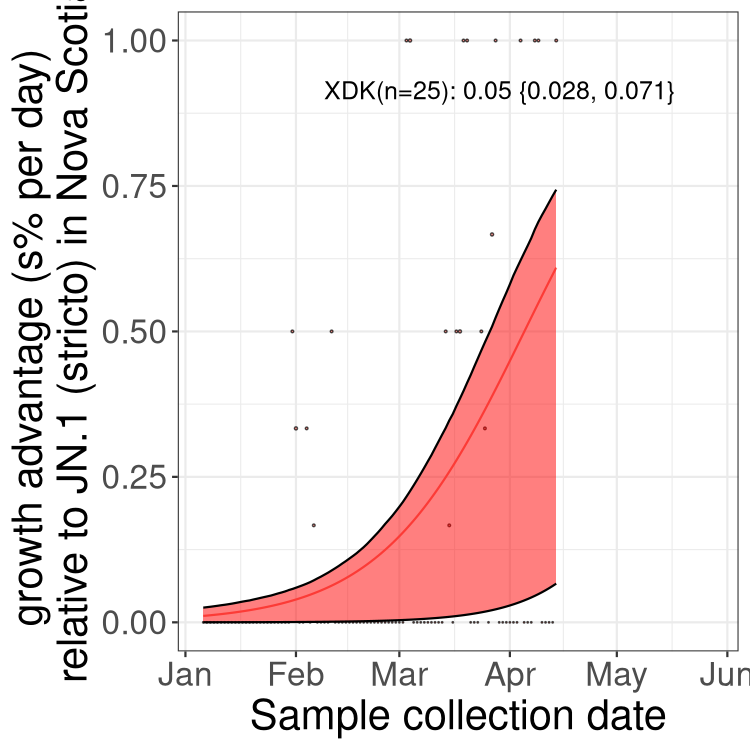 growth advantage (s% per day)
relative to JN.1 (stricto) in Nova Scotia
1.00
0.75
0.50
0.25
0.00
XDK(n=25): 0.05 {0.028, 0.071}
Jan Feb Mar Apr May Jun
Sample collection date